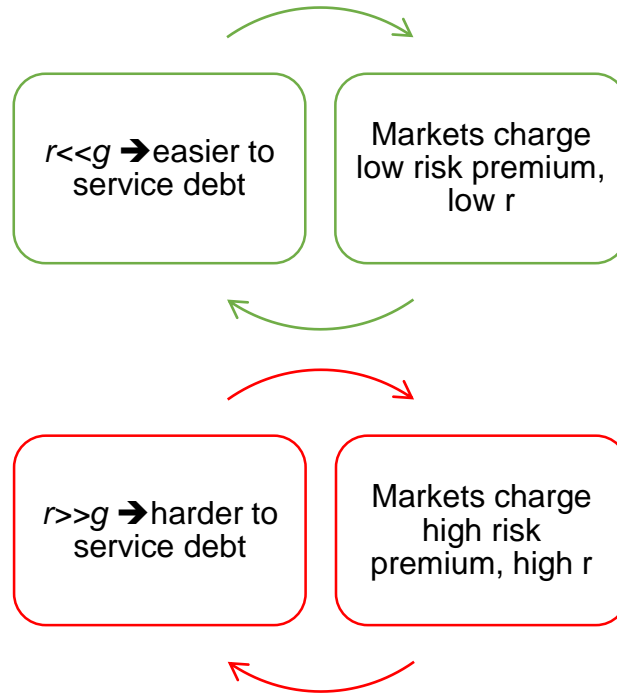 r<<g ➔easier to
service debt
Markets charge
low risk premium,
low r
r>>g ➔harder to
service debt
Markets charge
high risk
premium, high r